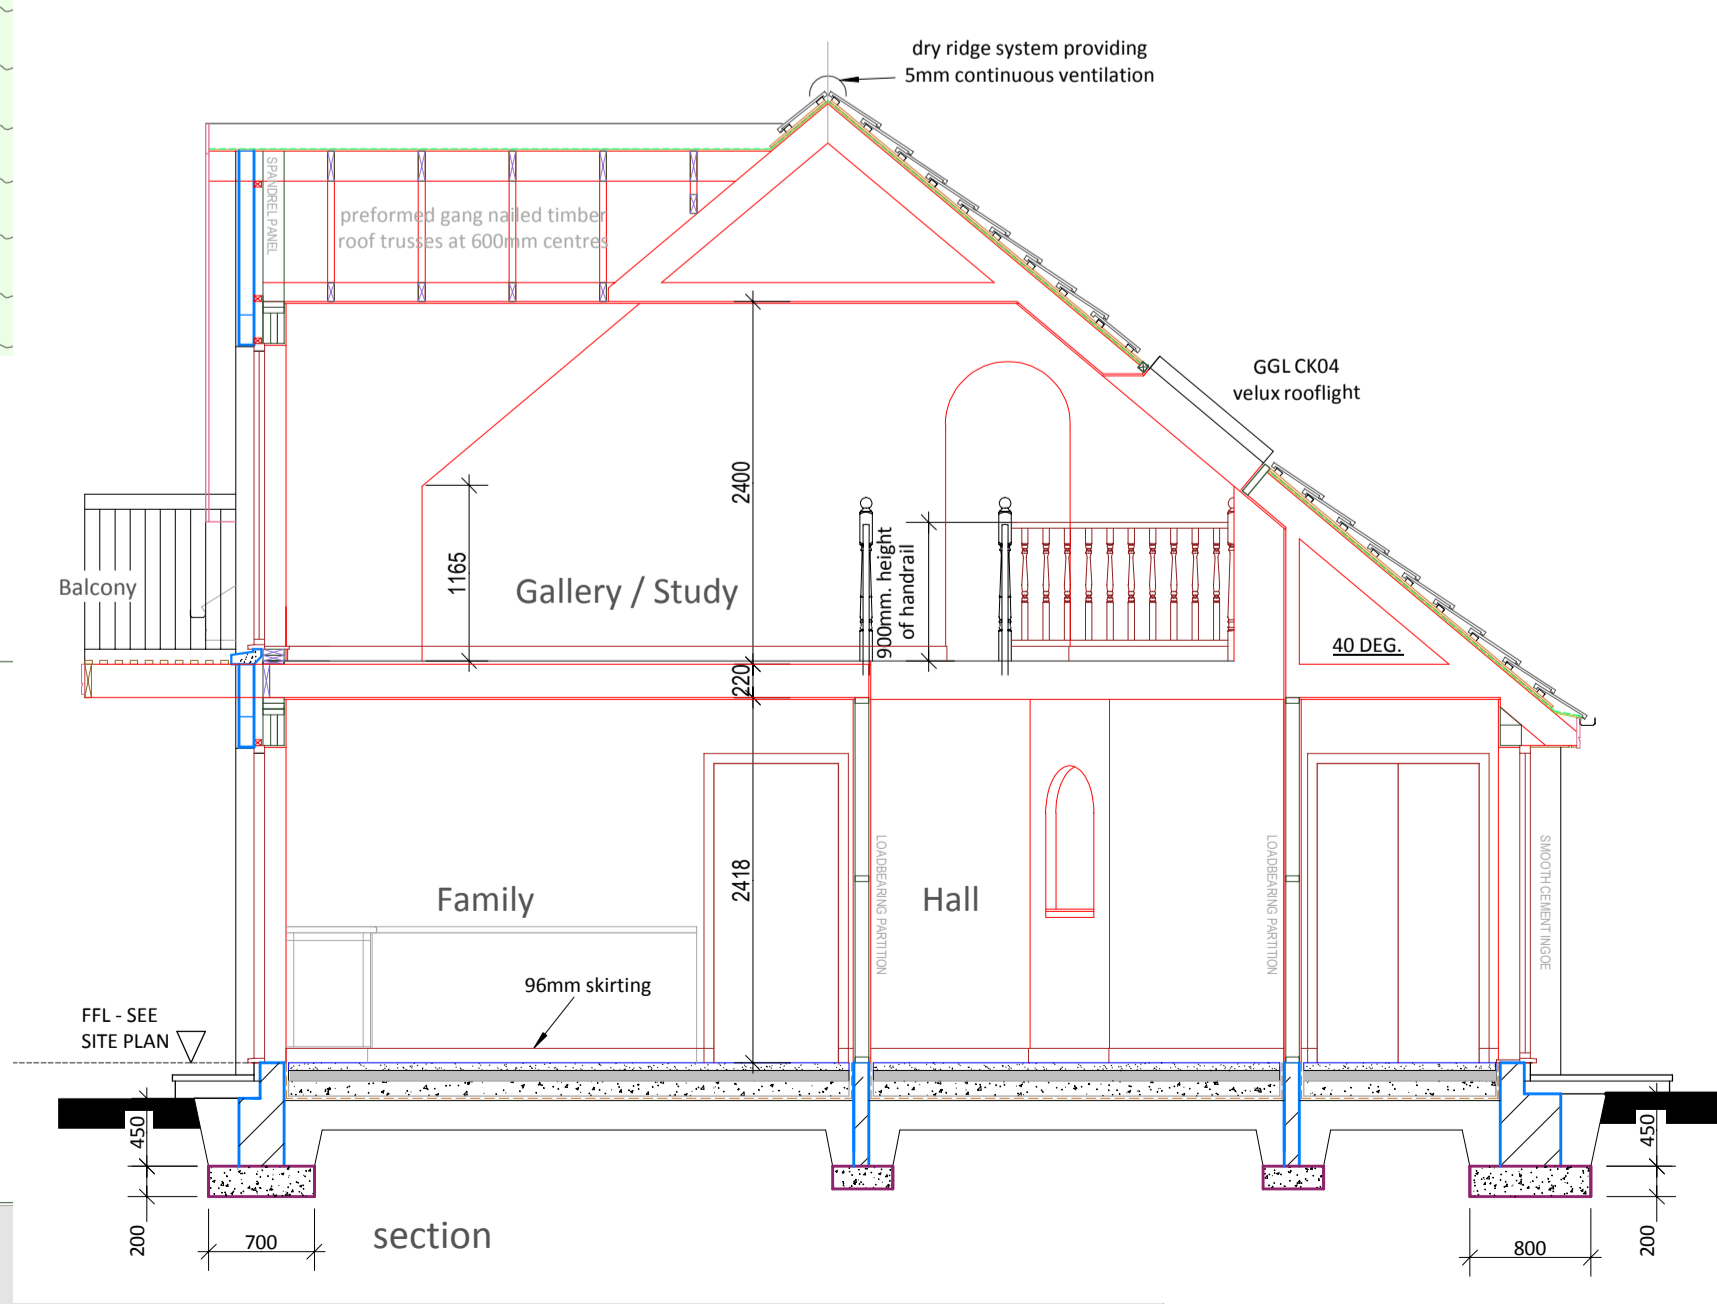 dry ridge system providing
5mm continuous ventilation
SPANDREL PANEL
preformed gang nailed timber
roof trusses at 600mm centres
GGL CK04
velux rooflight
2400
1165
900mm. height
of handrail
Balcony
Gallery / Study
40 DEG.
220
2418
Family
Hall
LOADBEARING PARTITION
LOADBEARING PARTITION
SMOOTH CEMENT INGOE
96mm skirting
FFL - SEE
SITE PLAN
450
450
200
700
section
800
200